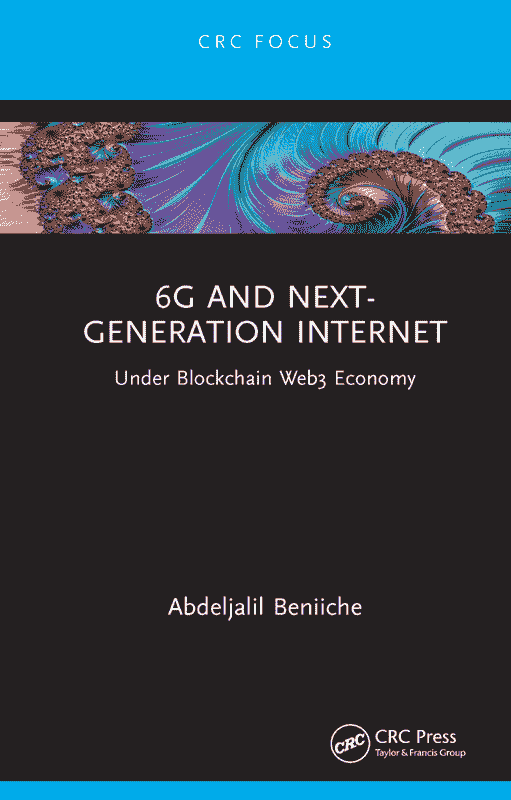 CRC FOCUS
6G AND NEXT-
GENERATION INTERNET
Under Blockchain Web3 Economy
Abdeljalil Beniiche
CRC
CRC Press
Taylor & Francis Group